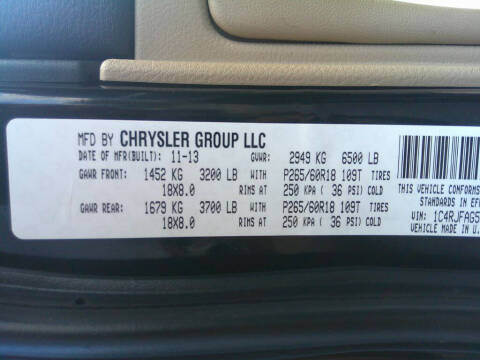 MFD BY CHRYSLER GROUP LLC
DATE OF MFR(BUILT): 11-13 GVWR: 2949 KG 6500 LB
GAWR FRONT: 1452 KG 3200 LB WITH P265/60R18 109T TIRES
18X8.0 RIMS AT 250 KPA ( 36 PSI) COLD
GAWR REAR: 1679 KG 3700 LB WITH P265/60R18 109T TIRES
18X8.0 RIMS AT 250 KPA ( 36 PSI) COLD
THIS VEHICLE CONFORMS
STANDARDS IN EFF
VIN: 1C4RJFAG5
VEHICLE MADE IN U.